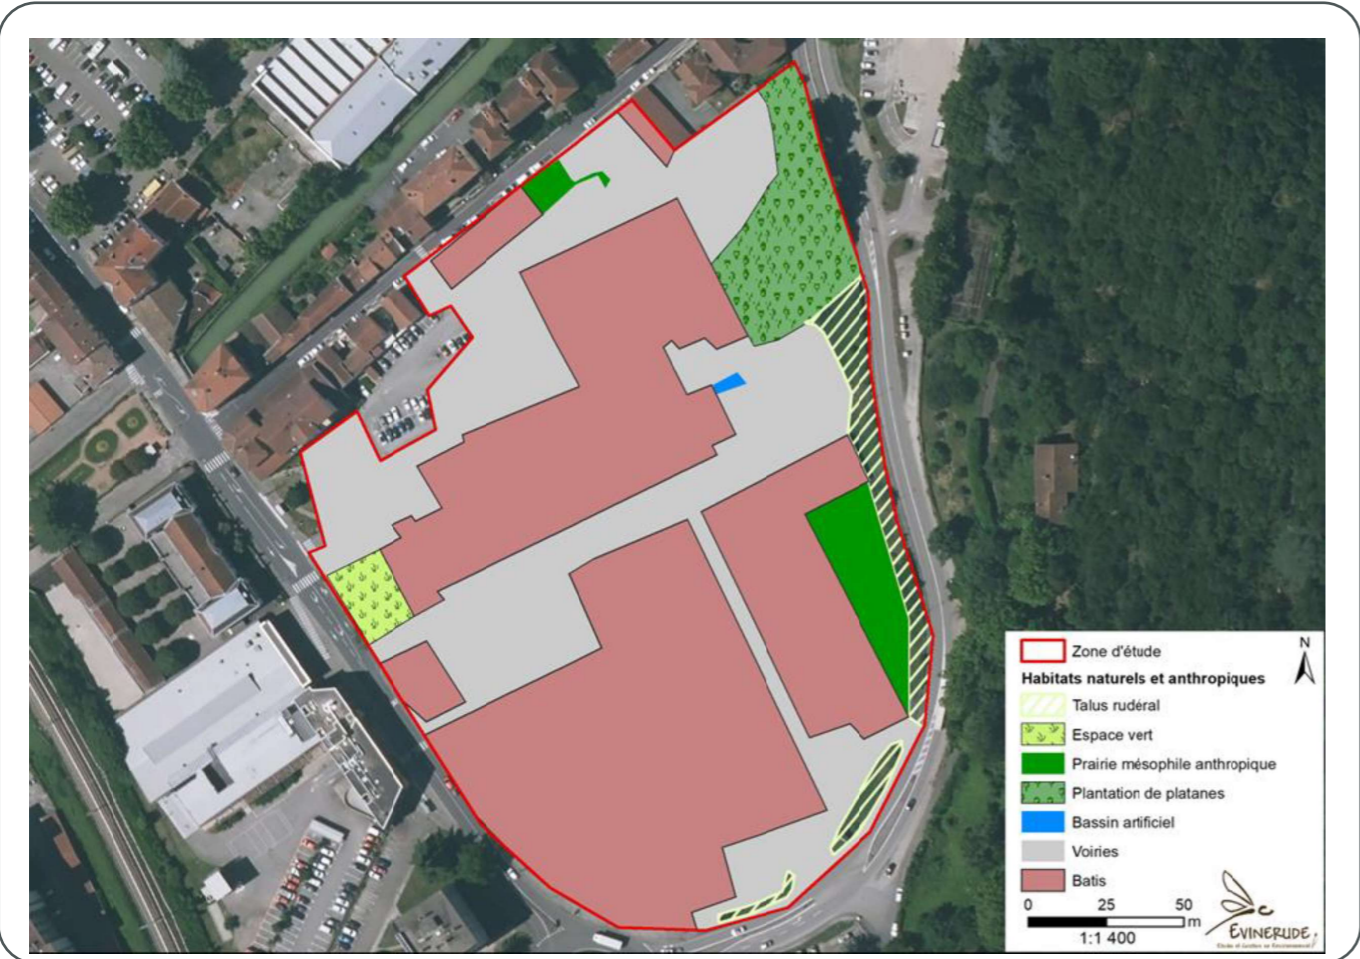 Zone d'étude
N
Habitats naturels et anthropiques
Talus rudéral
Espace vert
Prairie mésophile anthropique
Plantation de platanes
Bassin artificiel
Voiries
Batis
0 25 50
m
1:1 400
EVINERUDE